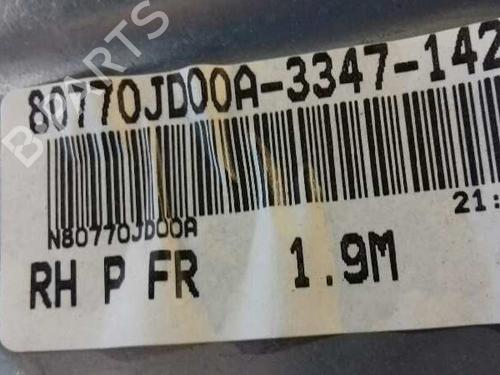 B PARTS
80770JD00A-3347-142
N80770JD00A
21:
RH P FR 1.9M